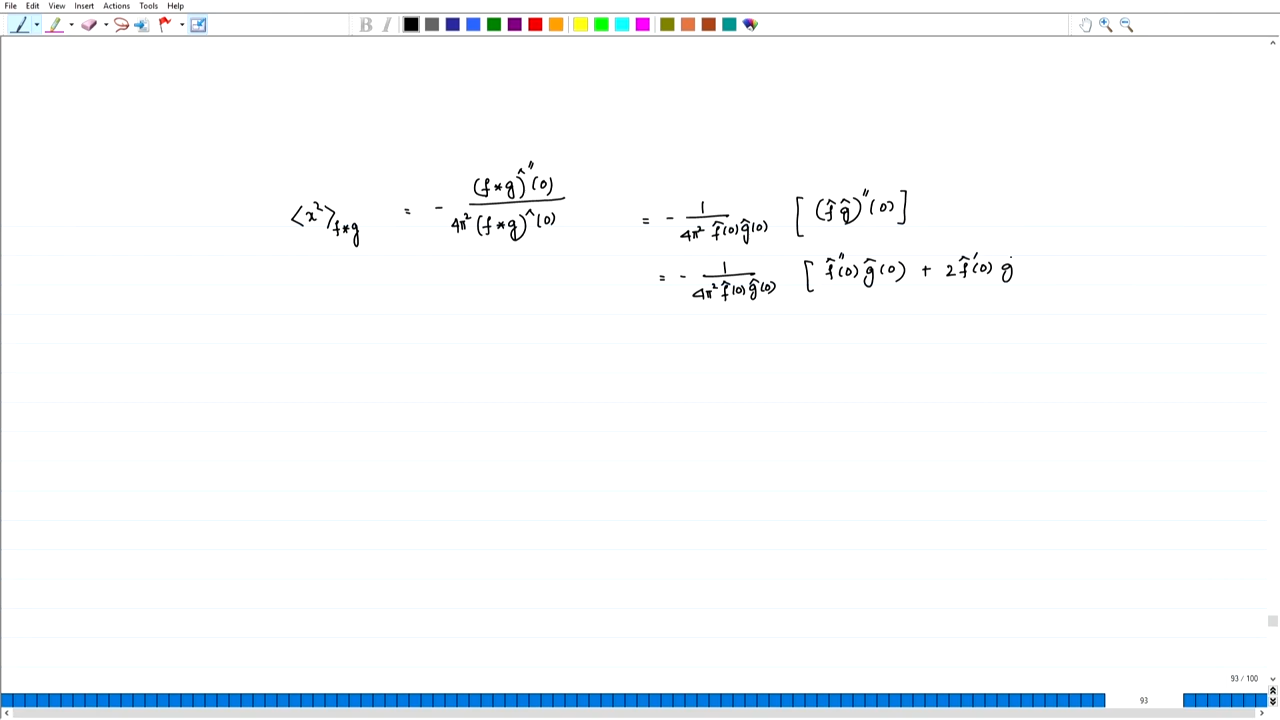 File Edit View Insert Actions Tools Help
B I
⟨x²⟩_{f*g} = - (f*g)^''(0) / 4π²(f*g)^(0) = - 1 / 4π² f̂(0)ĝ(0) [ (f̂ĝ)''(0) ]
= - 1 / 4π² f̂(0)ĝ(0) [ f̂''(0) ĝ(0) + 2 f̂'(0) g
93 / 100
93